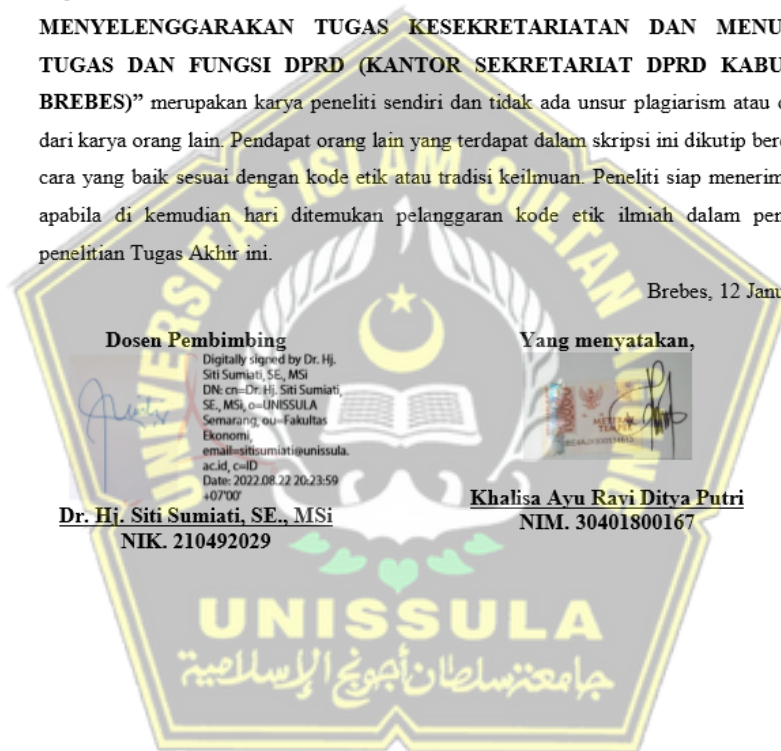 MENYELENGGARAKAN TUGAS KESEKRETARIATAN DAN MENU
TUGAS DAN FUNGSI DPRD (KANTOR SEKRETARIAT DPRD KABU
BREBES)” merupakan karya peneliti sendiri dan tidak ada unsur plagiarism atau
dari karya orang lain. Pendapat orang lain yang terdapat dalam skripsi ini dikutip ber
cara yang baik sesuai dengan kode etik atau tradisi keilmuan. Peneliti siap menerim
apabila di kemudian hari ditemukan pelanggaran kode etik ilmiah dalam pen
penelitian Tugas Akhir ini.
Brebes, 12 Janu
Dosen Pembimbing
Digitally signed by Dr. Hj.
Siti Sumiati, SE., MSi
DN: cn=Dr. Hj. Siti Sumiati,
SE., MSi, o=UNISSULA
Semarang, ou=Fakultas
Ekonomi,
email=sitisumiati@unissula.
ac.id, c=ID
Date: 2022.08.22 20:23:59
+07'00'
Dr. Hj. Siti Sumiati, SE., MSi
NIK. 210492029
Yang menyatakan,
METERAI
TEMPEL
Khalisa Ayu Ravi Ditya Putri
NIM. 30401800167
UNIVERSITAS ISLAM SULTAN AGUNG
UNISSULA
جامعة سلطان أجونج الإسلامية